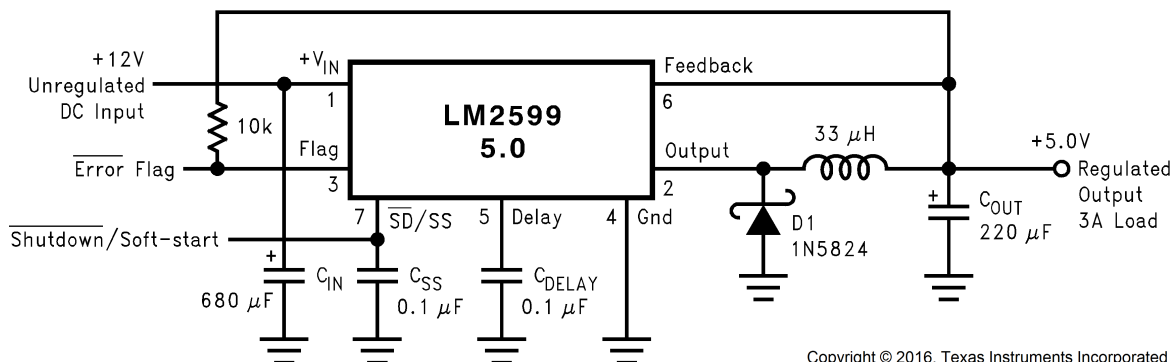 +12V
Unregulated
DC Input
+V_IN
1
Feedback
6
LM2599
5.0
10k
Error Flag
Flag
3
Output
2
33 μH
+5.0V
Regulated
Output
3A Load
7
SD/SS
5
Delay
4
Gnd
Shutdown/Soft-start
+
C_IN
680 μF
C_SS
0.1 μF
C_DELAY
0.1 μF
D1
1N5824
+
C_OUT
220 μF
Copyright © 2016, Texas Instruments Incorporated